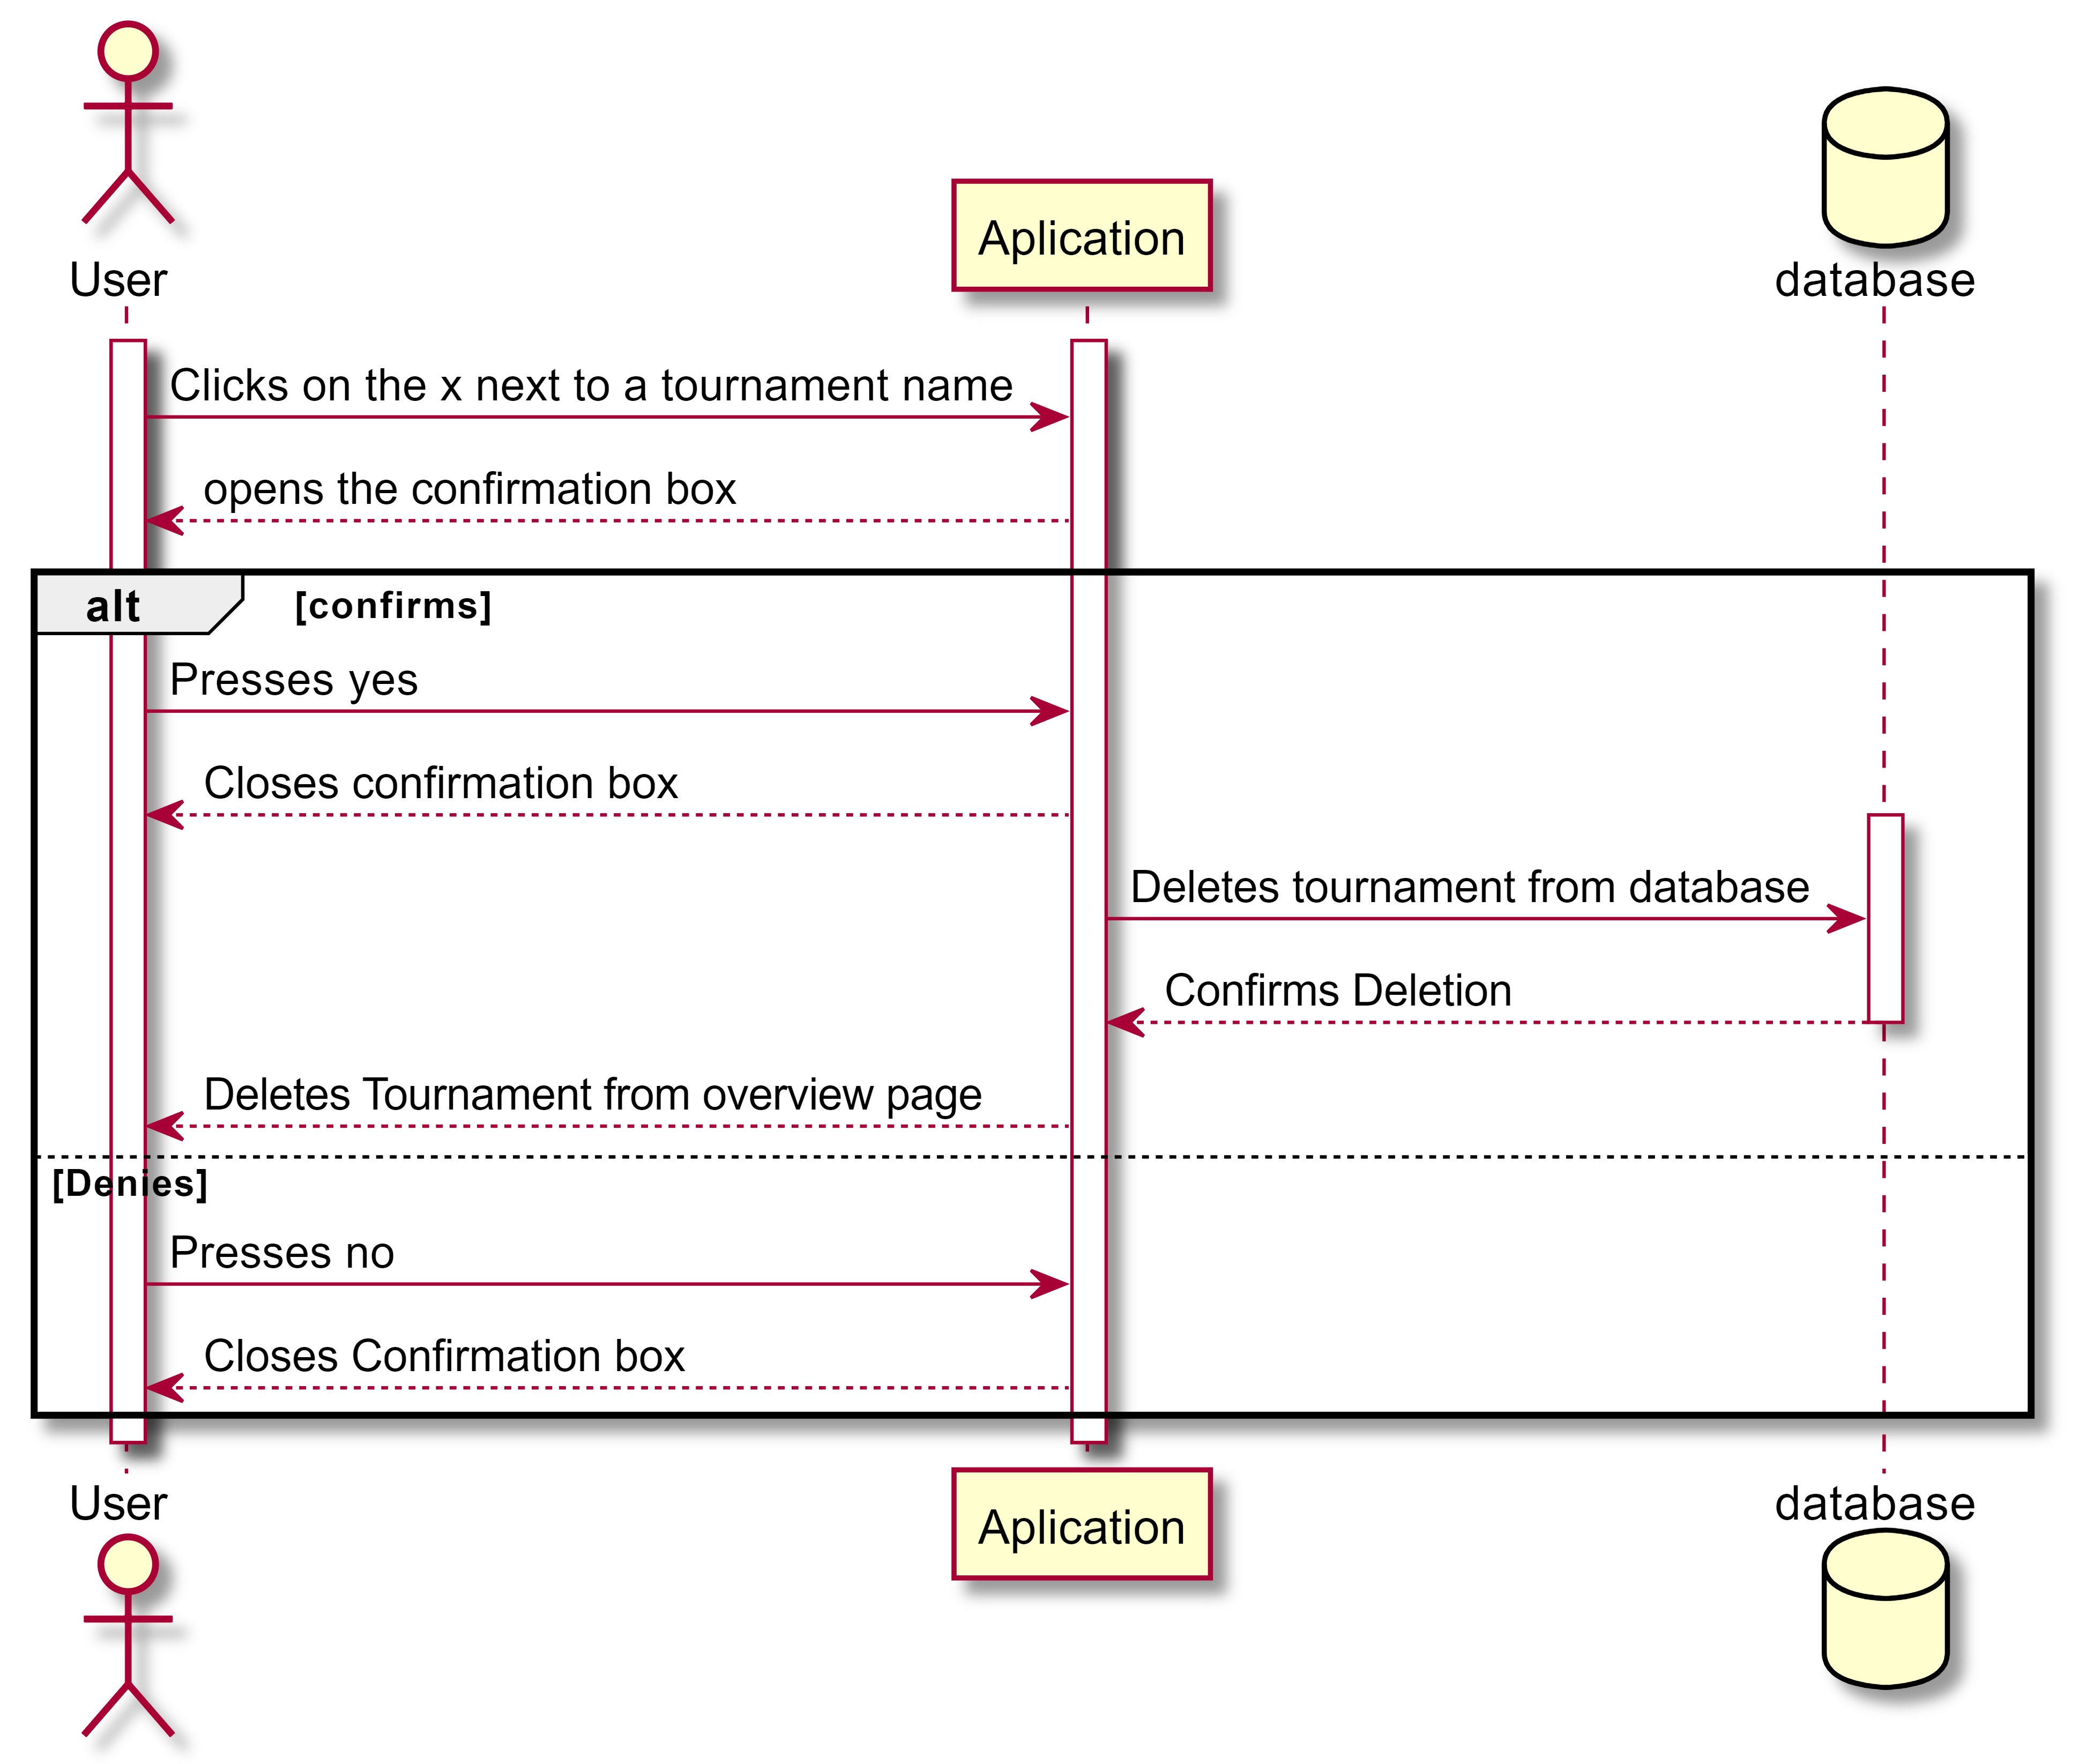 User
Aplication
database
Clicks on the x next to a tournament name
opens the confirmation box
alt
[confirms]
Presses yes
Closes confirmation box
Deletes tournament from database
Confirms Deletion
Deletes Tournament from overview page
[Denies]
Presses no
Closes Confirmation box
User
Aplication
database